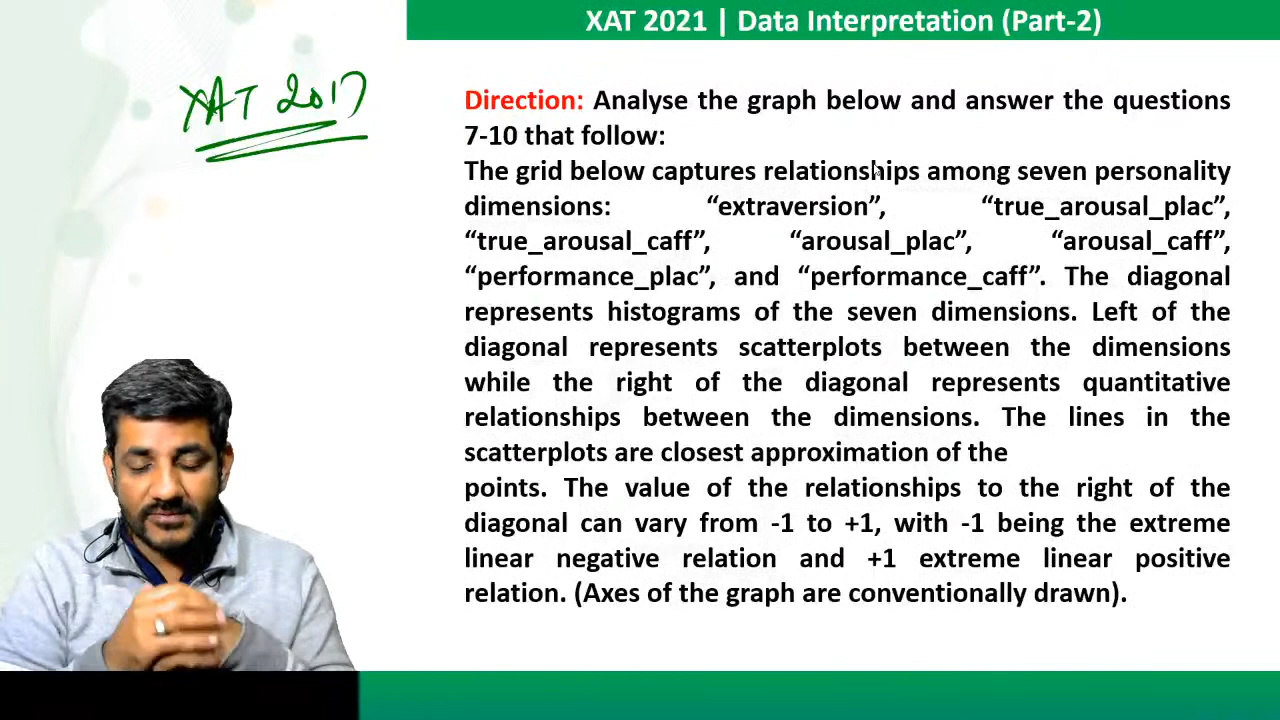 XAT 2021 | Data Interpretation (Part-2)
XAT 2017
Direction: Analyse the graph below and answer the questions
7-10 that follow:
The grid below captures relationships among seven personality
dimensions: “extraversion”, “true_arousal_plac”,
“true_arousal_caff”, “arousal_plac”, “arousal_caff”,
“performance_plac”, and “performance_caff”. The diagonal
represents histograms of the seven dimensions. Left of the
diagonal represents scatterplots between the dimensions
while the right of the diagonal represents quantitative
relationships between the dimensions. The lines in the
scatterplots are closest approximation of the
points. The value of the relationships to the right of the
diagonal can vary from -1 to +1, with -1 being the extreme
linear negative relation and +1 extreme linear positive
relation. (Axes of the graph are conventionally drawn).